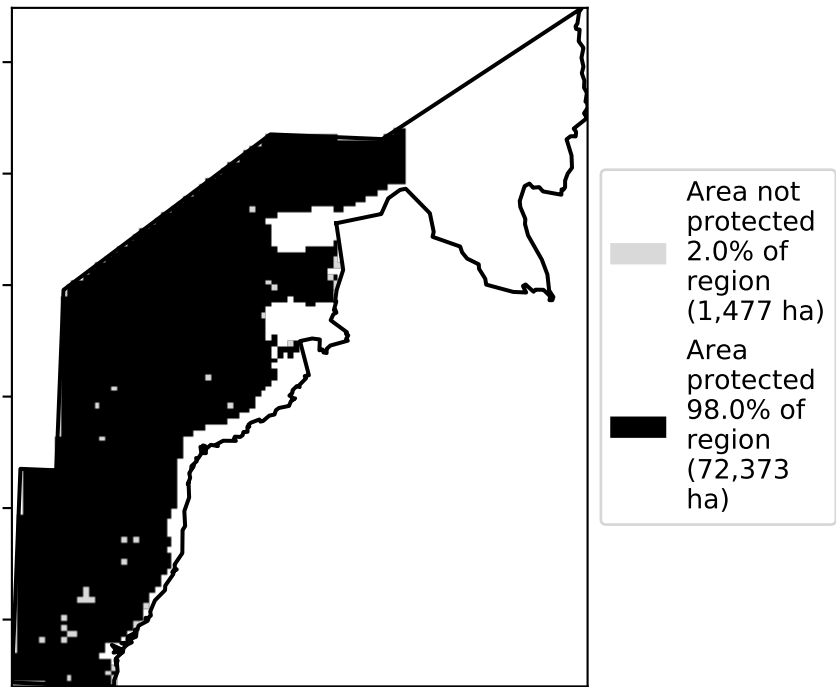 Area not
protected
2.0% of
region
(1,477 ha)
Area
protected
98.0% of
region
(72,373
ha)